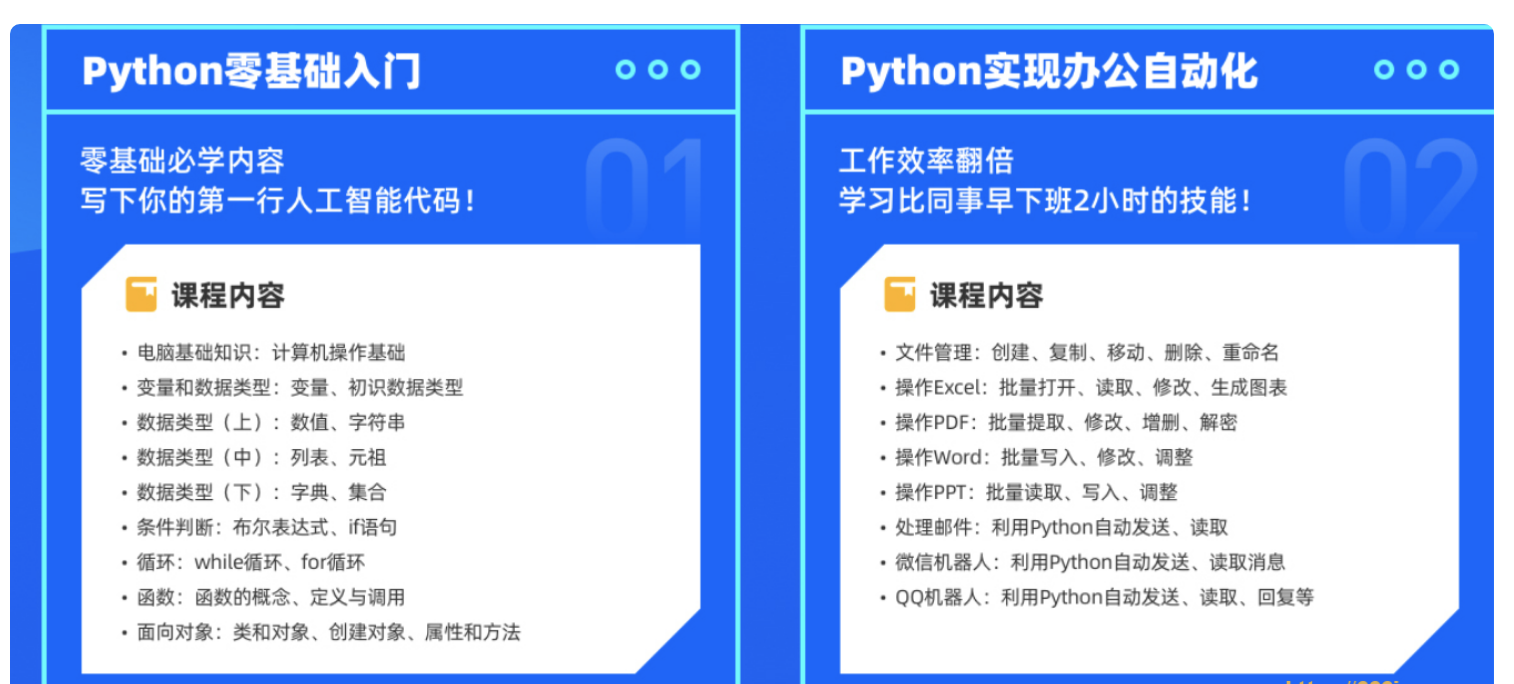 Python零基础入门
零基础必学内容
写下你的第一行人工智能代码！
01
课程内容
• 电脑基础知识：计算机操作基础
• 变量和数据类型：变量、初识数据类型
• 数据类型（上）：数值、字符串
• 数据类型（中）：列表、元祖
• 数据类型（下）：字典、集合
• 条件判断：布尔表达式、if语句
• 循环：while循环、for循环
• 函数：函数的概念、定义与调用
• 面向对象：类和对象、创建对象、属性和方法
Python实现办公自动化
工作效率翻倍
学习比同事早下班2小时的技能！
02
课程内容
• 文件管理：创建、复制、移动、删除、重命名
• 操作Excel：批量打开、读取、修改、生成图表
• 操作PDF：批量提取、修改、增删、解密
• 操作Word：批量写入、修改、调整
• 操作PPT：批量读取、写入、调整
• 处理邮件：利用Python自动发送、读取
• 微信机器人：利用Python自动发送、读取消息
• QQ机器人：利用Python自动发送、读取、回复等